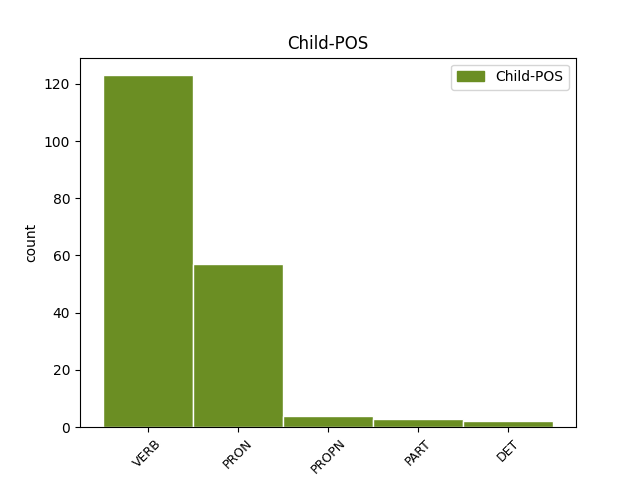 Child-POS
Child-POS
120
100
80
60
40
20
0
count
VERB
PRON
PROPN
PART
DET